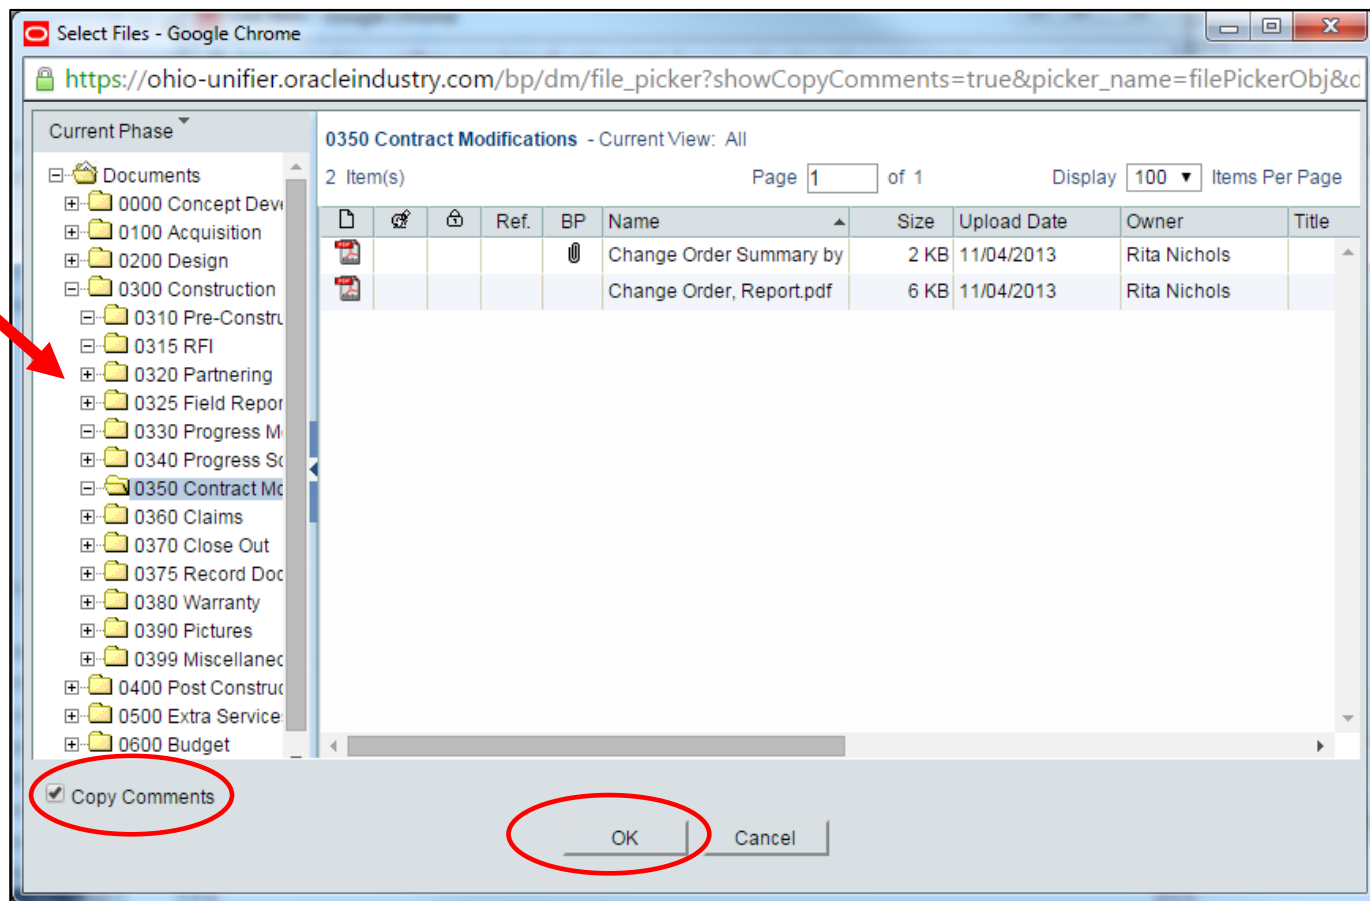 Select Files - Google Chrome
https://ohio-unifier.oracleindustry.com/bp/dm/file_picker?showCopyComments=true&picker_name=filePickerObj&
Current Phase
Documents
0000 Concept Deve
0100 Acquisition
0200 Design
0300 Construction
0310 Pre-Constru
0315 RFI
0320 Partnering
0325 Field Repor
0330 Progress M
0340 Progress Sc
0350 Contract Mo
0360 Claims
0370 Close Out
0375 Record Doc
0380 Warranty
0390 Pictures
0399 Miscellanec
0400 Post Construc
0500 Extra Service
0600 Budget
0350 Contract Modifications - Current View: All
2 Item(s) Page 1 of 1 Display 100 Items Per Page
Ref. BP Name Size Upload Date Owner Title
Change Order Summary by 2 KB 11/04/2013 Rita Nichols
Change Order, Report.pdf 6 KB 11/04/2013 Rita Nichols
Copy Comments
OK Cancel